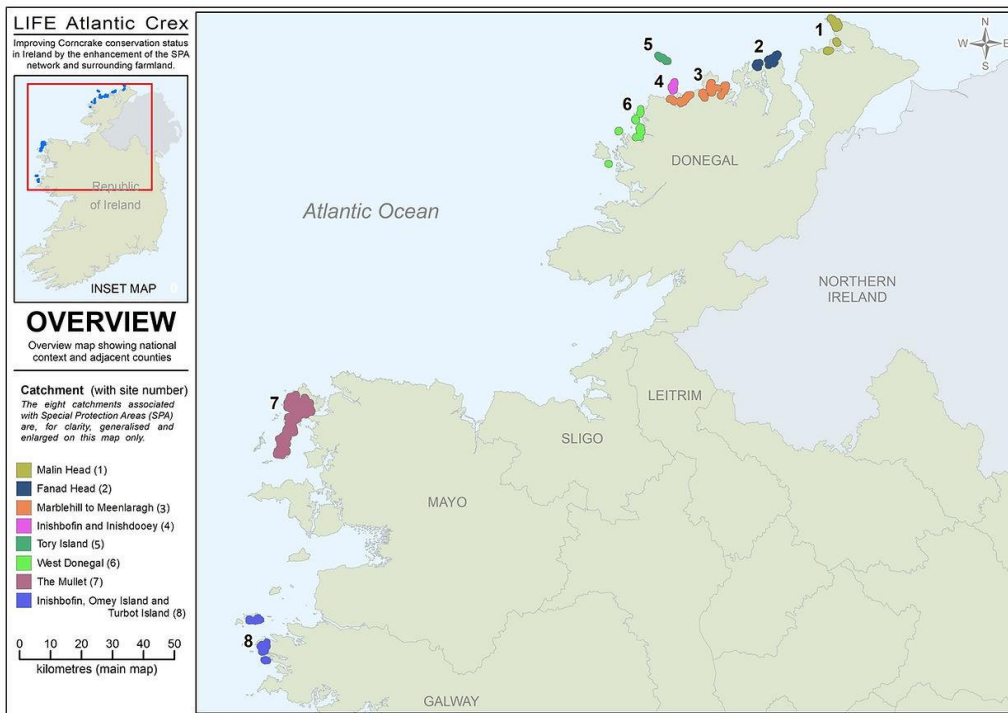 LIFE Atlantic Crex
Improving Corncrake conservation status
in Ireland by the enhancement of the SPA
network and surrounding farmland.
Republic
of Ireland
INSET MAP
OVERVIEW
Overview map showing national
context and adjacent counties
Catchment (with site number)
The eight catchments associated
with Special Protection Areas (SPA)
are, for clarity, generalised and
enlarged on this map only.
Malin Head (1)
Fanad Head (2)
Marblehill to Meenlaragh (3)
Inishbofin and Inishdooey (4)
Tory Island (5)
West Donegal (6)
The Mullet (7)
Inishbofin, Omey Island and
Turbot Island (8)
0 10 20 30 40 50
kilometres (main map)
N
W E
S
1
2
5
3
4
6
DONEGAL
Atlantic Ocean
NORTHERN
IRELAND
LEITRIM
7
SLIGO
MAYO
8
GALWAY